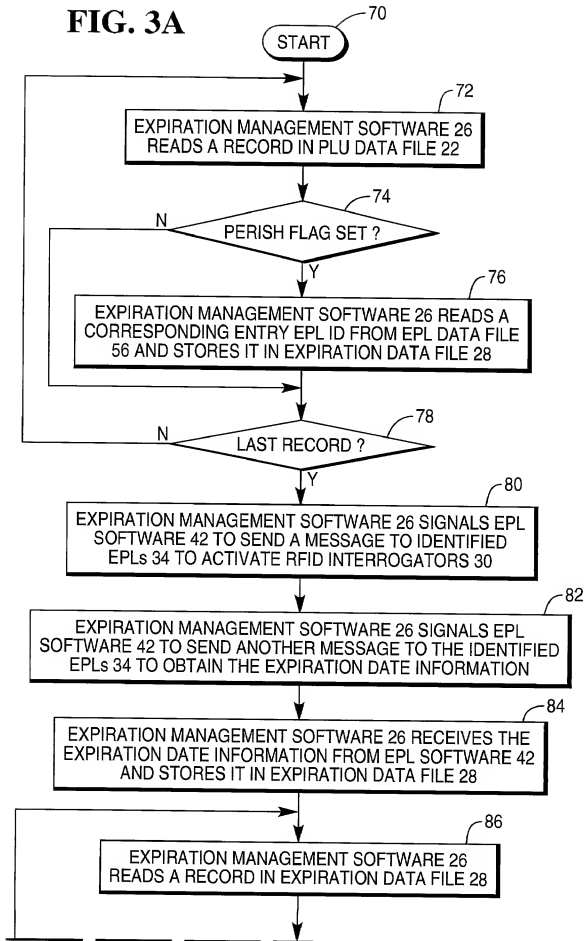 FIG. 3A
START
70
72
EXPIRATION MANAGEMENT SOFTWARE 26
READS A RECORD IN PLU DATA FILE 22
74
N
PERISH FLAG SET ?
Y
76
EXPIRATION MANAGEMENT SOFTWARE 26 READS A
CORRESPONDING ENTRY EPL ID FROM EPL DATA FILE
56 AND STORES IT IN EXPIRATION DATA FILE 28
78
N
LAST RECORD ?
Y
80
EXPIRATION MANAGEMENT SOFTWARE 26 SIGNALS EPL
SOFTWARE 42 TO SEND A MESSAGE TO IDENTIFIED
EPLs 34 TO ACTIVATE RFID INTERROGATORS 30
82
EXPIRATION MANAGEMENT SOFTWARE 26 SIGNALS EPL
SOFTWARE 42 TO SEND ANOTHER MESSAGE TO THE IDENTIFIED
EPLs 34 TO OBTAIN THE EXPIRATION DATE INFORMATION
84
EXPIRATION MANAGEMENT SOFTWARE 26 RECEIVES THE
EXPIRATION DATE INFORMATION FROM EPL SOFTWARE 42
AND STORES IT IN EXPIRATION DATA FILE 28
86
EXPIRATION MANAGEMENT SOFTWARE 26
READS A RECORD IN EXPIRATION DATA FILE 28